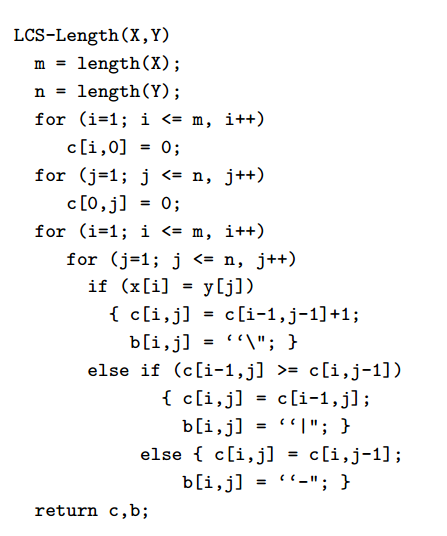 LCS-Length(X,Y)
  m = length(X);
  n = length(Y);
  for (i=1; i <= m, i++)
     c[i,0] = 0;
  for (j=1; j <= n, j++)
     c[0,j] = 0;
  for (i=1; i <= m, i++)
     for (j=1; j <= n, j++)
       if (x[i] = y[j])
         { c[i,j] = c[i-1,j-1]+1;
           b[i,j] = ‘‘\"; }
       else if (c[i-1,j] >= c[i,j-1])
              { c[i,j] = c[i-1,j];
                b[i,j] = ‘‘|"; }
            else { c[i,j] = c[i,j-1];
                b[i,j] = ‘‘-"; }
  return c,b;